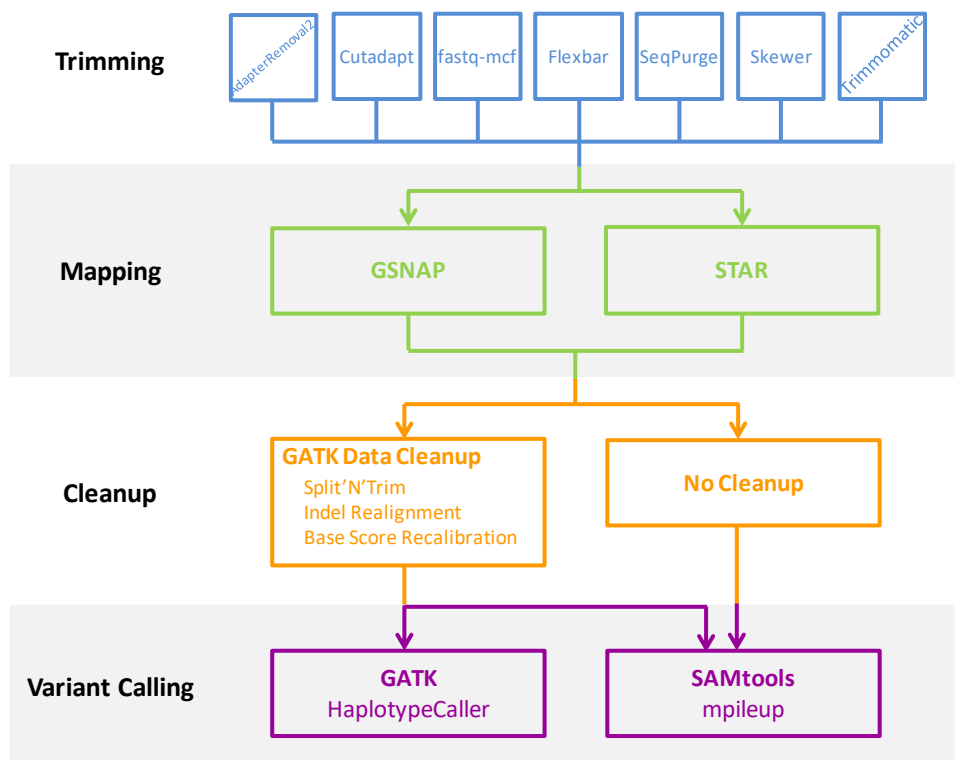 Trimming
AdapterRemoval2
Cutadapt
fastq-mcf
Flexbar
SeqPurge
Skewer
Trimmomatic
Mapping
GSNAP
STAR
Cleanup
GATK Data Cleanup
Split’N’Trim
Indel Realignment
Base Score Recalibration
No Cleanup
Variant Calling
GATK
HaplotypeCaller
SAMtools
mpileup